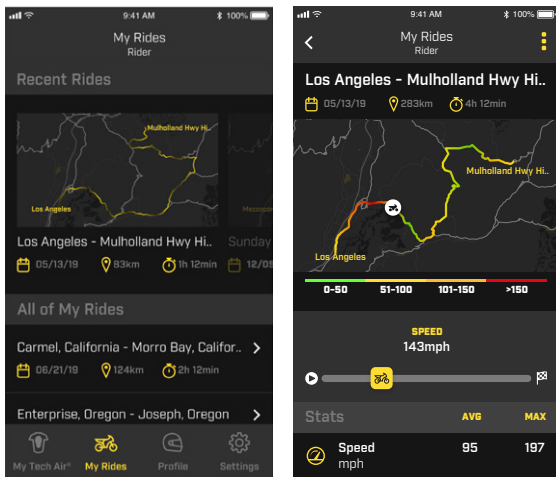 9:41 AM
100%
My Rides
Rider
Recent Rides
Mulholland Hwy Hi..
Los Angeles
Los Angeles - Mulholland Hwy Hi..
Sunday
05/13/19
83km
1h 12min
12/05
All of My Rides
Carmel, California - Morro Bay, Califor..
06/21/19
124km
2h 12min
Enterprise, Oregon - Joseph, Oregon
My Tech Air®
My Rides
Profile
Settings
9:41 AM
100%
My Rides
Rider
Los Angeles - Mulholland Hwy Hi..
05/13/19
283km
4h 12min
Mulholland Hwy Hi..
Los Angeles
0-50
51-100
101-150
>150
SPEED
143mph
Stats
AVG
MAX
Speed
95
197
mph